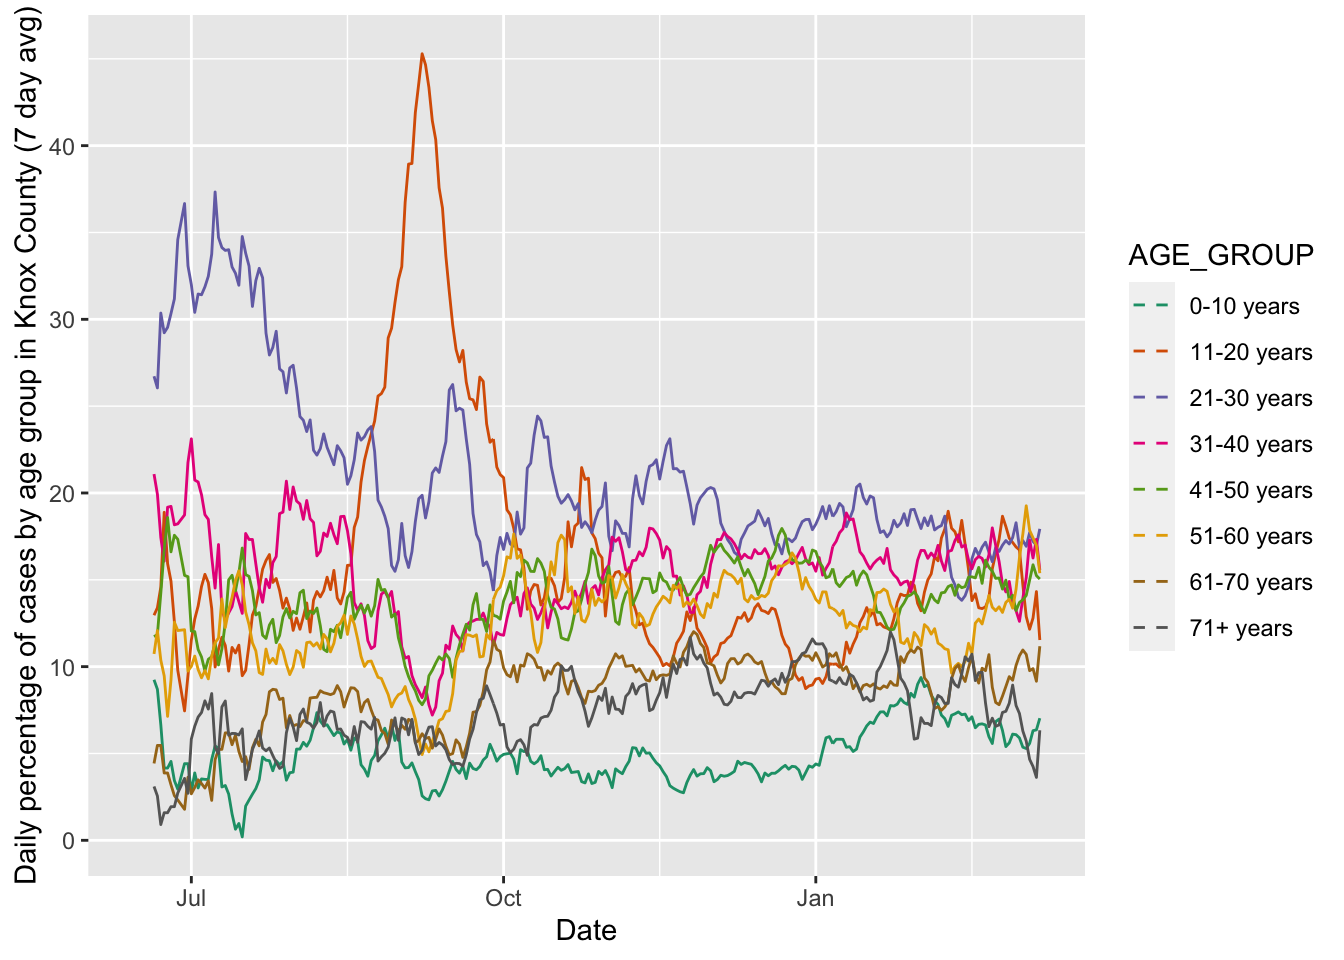 Daily percentage of cases by age group in Knox County (7 day avg)
40
30
20
10
0
Jul
Oct
Jan
Date
AGE_GROUP
0-10 years
11-20 years
21-30 years
31-40 years
41-50 years
51-60 years
61-70 years
71+ years